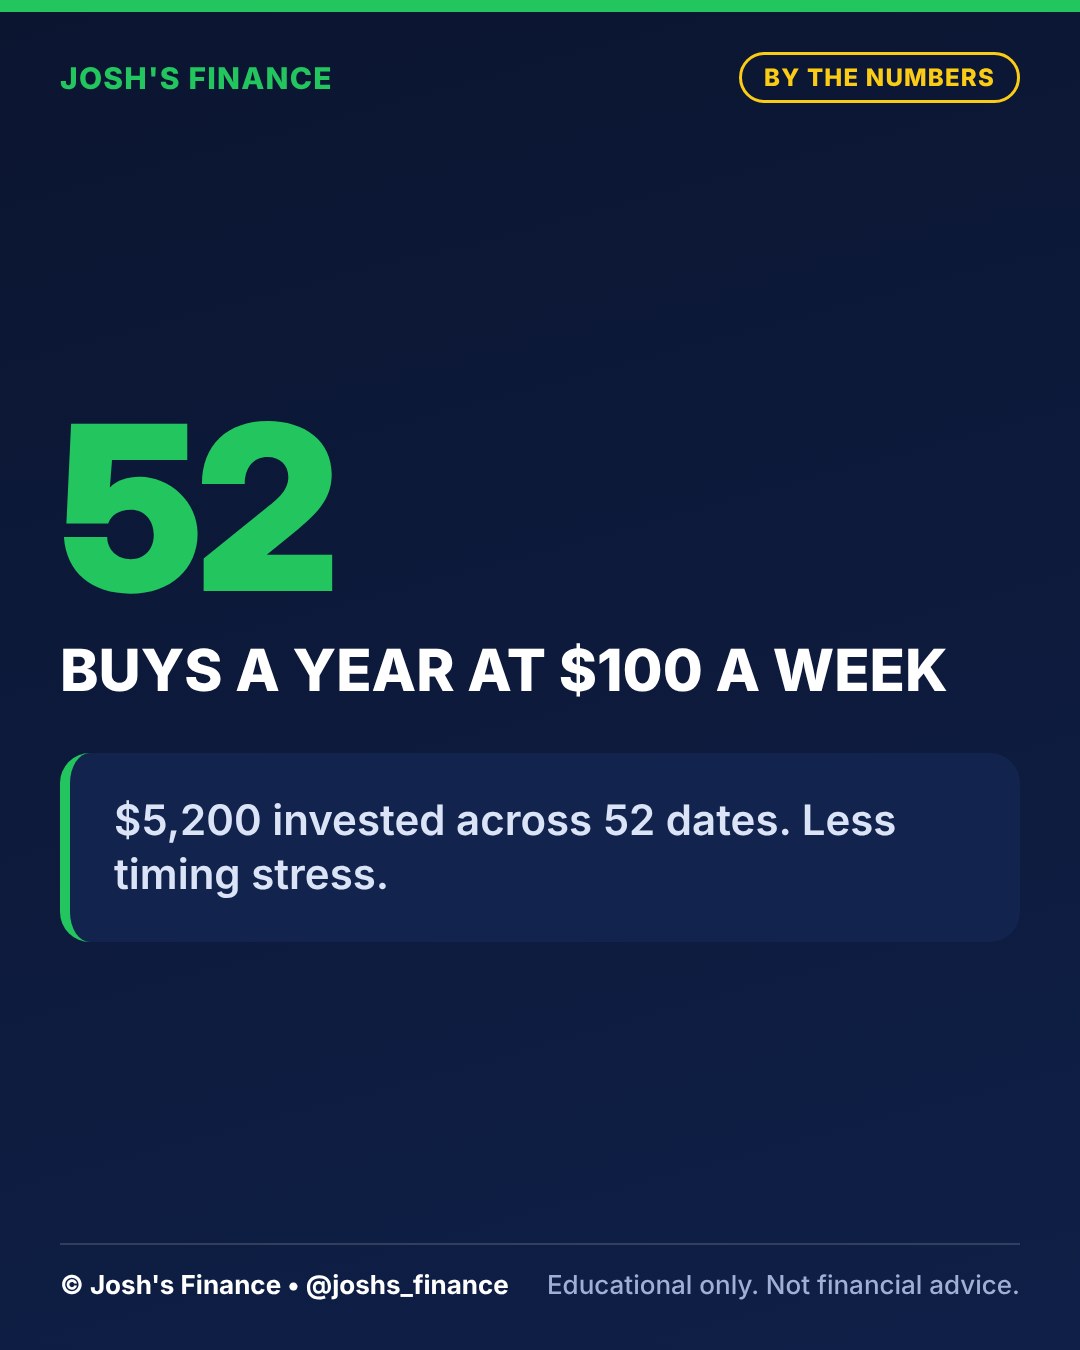 JOSH'S FINANCE
BY THE NUMBERS
52
BUYS A YEAR AT $100 A WEEK
$5,200 invested across 52 dates. Less
timing stress.
© Josh's Finance • @joshs_finance
Educational only. Not financial advice.